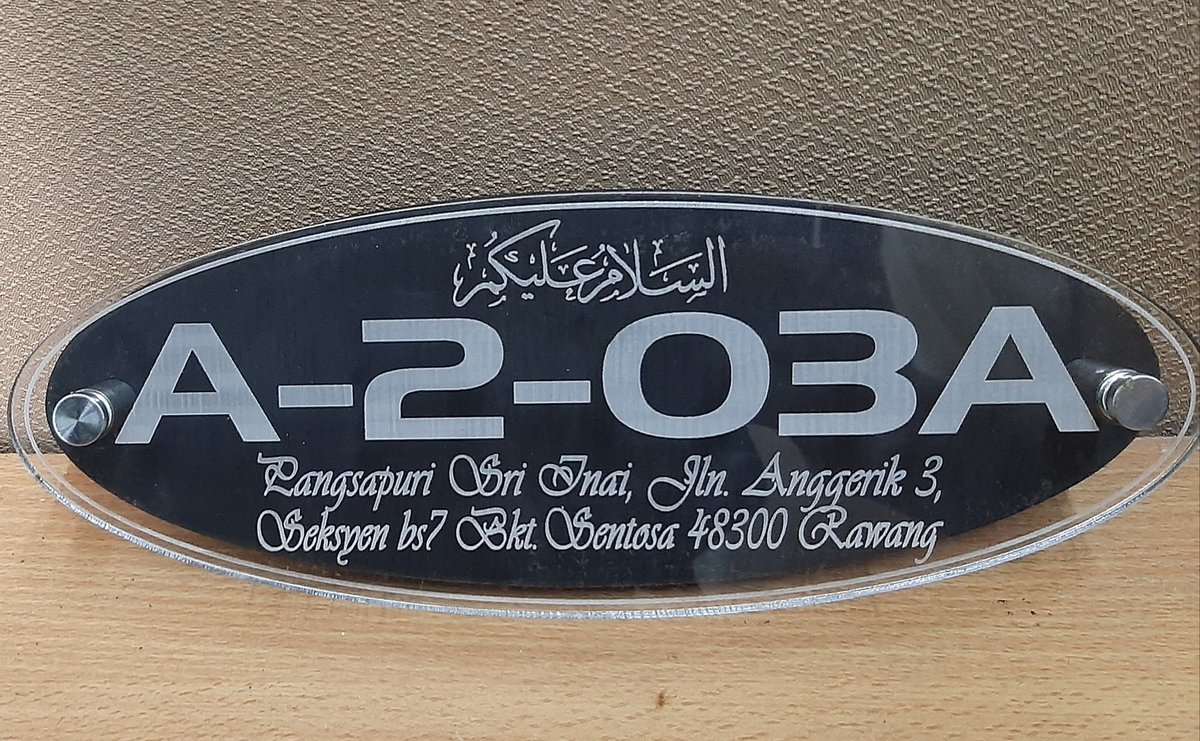 السلام عليكم
A-2-03A
Pangsapuri Sri Inai, Jln. Anggerik 3,
Seksyen bs7 Bkt. Sentosa 48300 Rawang